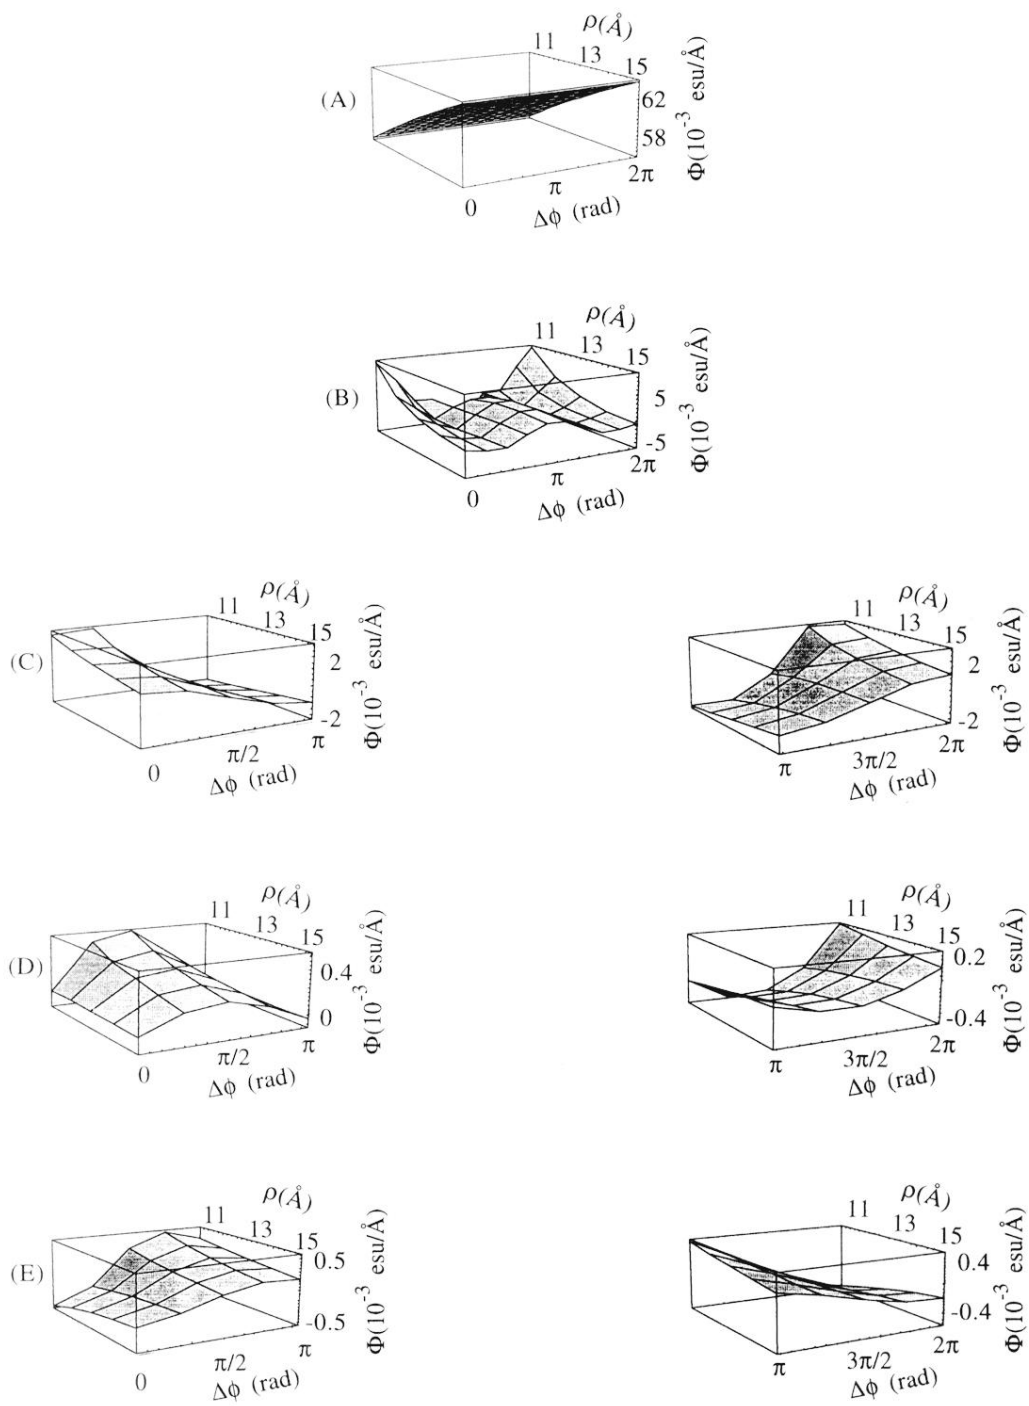 ρ(Å)
11
13
15
(A)
62
58
Φ(10⁻³ esu/Å)
2π
π
0
Δϕ (rad)
ρ(Å)
11
13
15
(B)
5
-5
Φ(10⁻³ esu/Å)
2π
π
0
Δϕ (rad)
ρ(Å)
11
13
15
(C)
2
-2
Φ(10⁻³ esu/Å)
π
π/2
0
Δϕ (rad)
ρ(Å)
11
13
15
2
-2
Φ(10⁻³ esu/Å)
2π
3π/2
π
Δϕ (rad)
ρ(Å)
11
13
15
(D)
0.4
0
Φ(10⁻³ esu/Å)
π
π/2
0
Δϕ (rad)
ρ(Å)
11
13
15
0.2
-0.4
Φ(10⁻³ esu/Å)
2π
3π/2
π
Δϕ (rad)
ρ(Å)
11
13
15
(E)
0.5
-0.5
Φ(10⁻³ esu/Å)
π
π/2
0
Δϕ (rad)
ρ(Å)
11
13
15
0.4
-0.4
Φ(10⁻³ esu/Å)
2π
3π/2
π
Δϕ (rad)